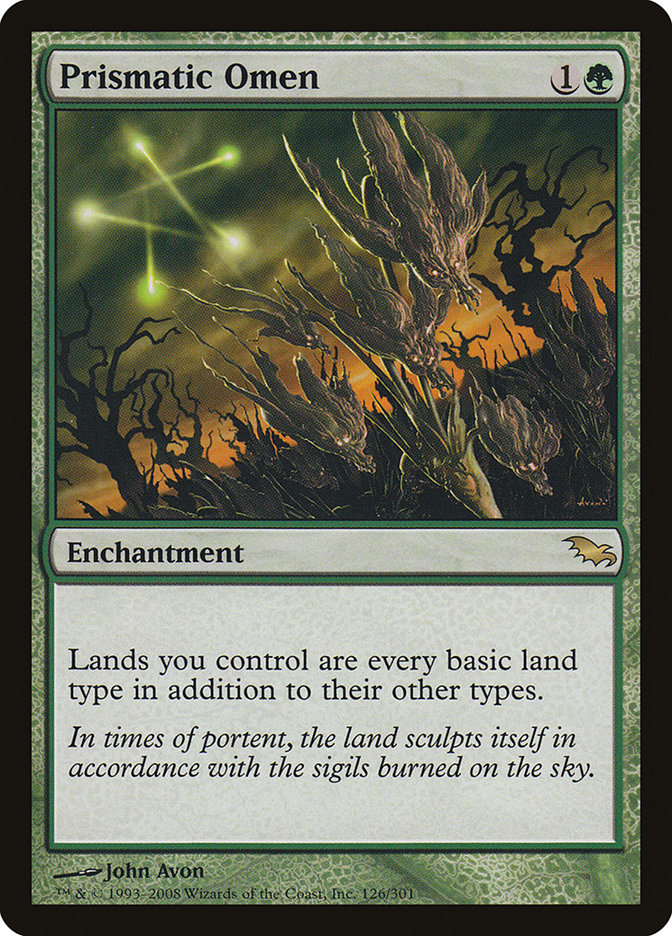 Prismatic Omen
1
Enchantment
Lands you control are every basic land
type in addition to their other types.
In times of portent, the land sculpts itself in
accordance with the sigils burned on the sky.
John Avon
™ & © 1993–2008 Wizards of the Coast, Inc. 126/301
Avon